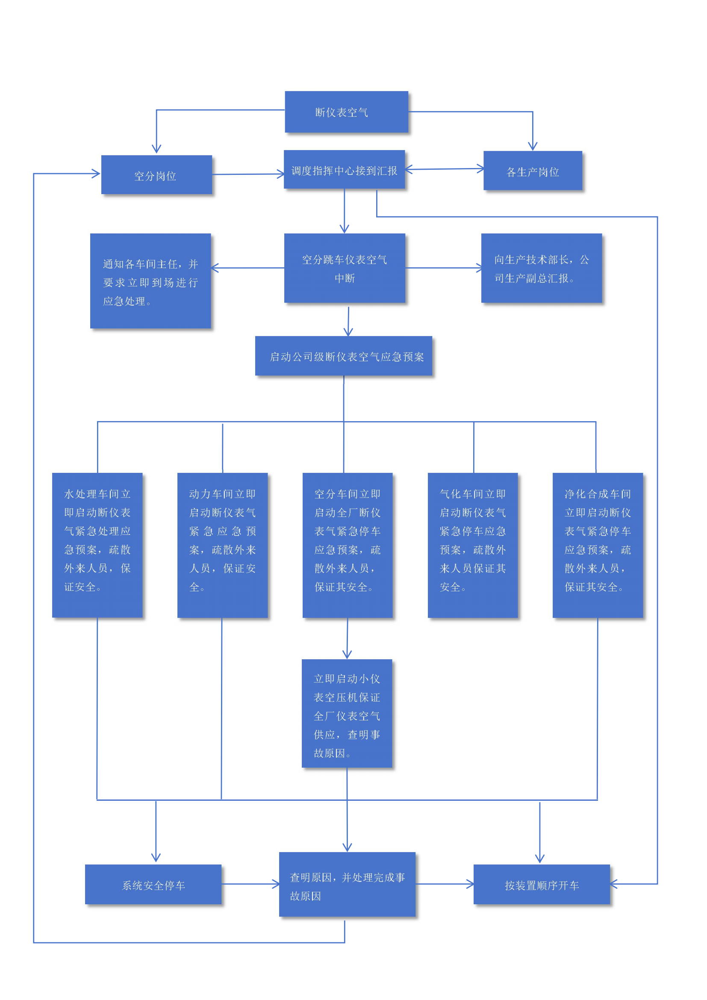 断仪表空气
空分岗位
调度指挥中心接到汇报
各生产岗位
通知各车间主任，并
要求立即到场进行
应急处理。
空分跳车仪表空气
中断
向生产技术部长，公
司生产副总汇报。
启动公司级断仪表空气应急预案
水处理车间立
即启动断仪表
气紧急处理应
急预案，疏散
外来人员，保
证安全。
动力车间立即
启动断仪表气
紧急应急预
案，疏散外来
人员，保证安
全。
空分车间立即
启动全厂断仪
表气紧急停车
应急预案，疏
散外来人员，
保证其安全。
气化车间立即
启动断仪表气
紧急停车应急
预案，疏散外
来人员保证其
安全。
净化合成车间
立即启动断仪
表气紧急停车
应急预案，疏
散外来人员，
保证其安全。
立即启动小仪
表空压机保证
全厂仪表空气
供应，查明事
故原因。
系统安全停车
查明原因，并处理完成事
故原因
按装置顺序开车